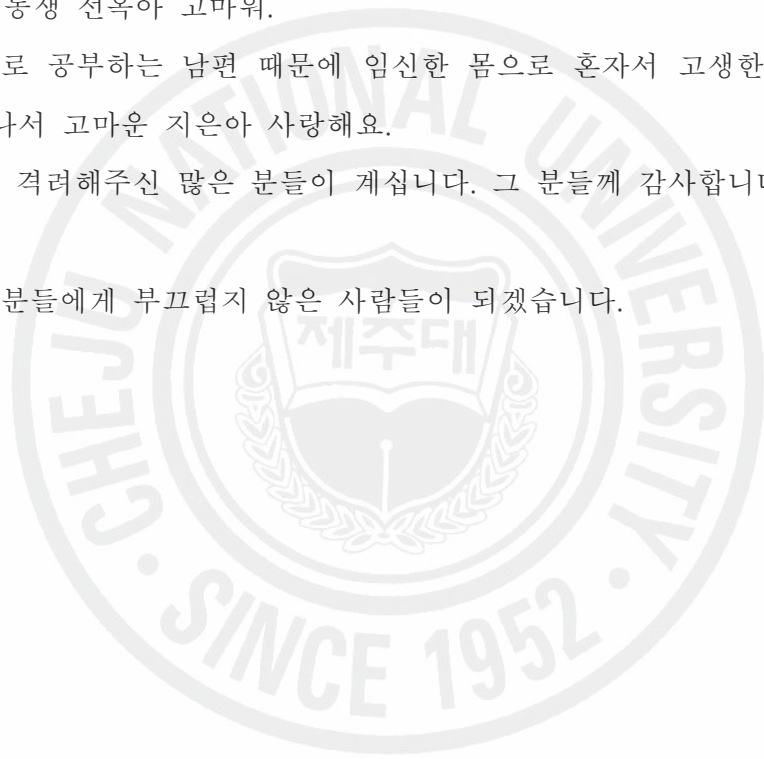 동생 선옥아 고마워.
로 공부하는 남편 때문에 임신한 몸으로 혼자서 고생한
나서 고마운 지은아 사랑해요.
격려해주신 많은 분들이 계십니다. 그 분들께 감사합니다
분들에게 부끄럽지 않은 사람들이 되겠습니다.
CHEJU NATIONAL UNIVERSITY
제주대
SINCE 1952